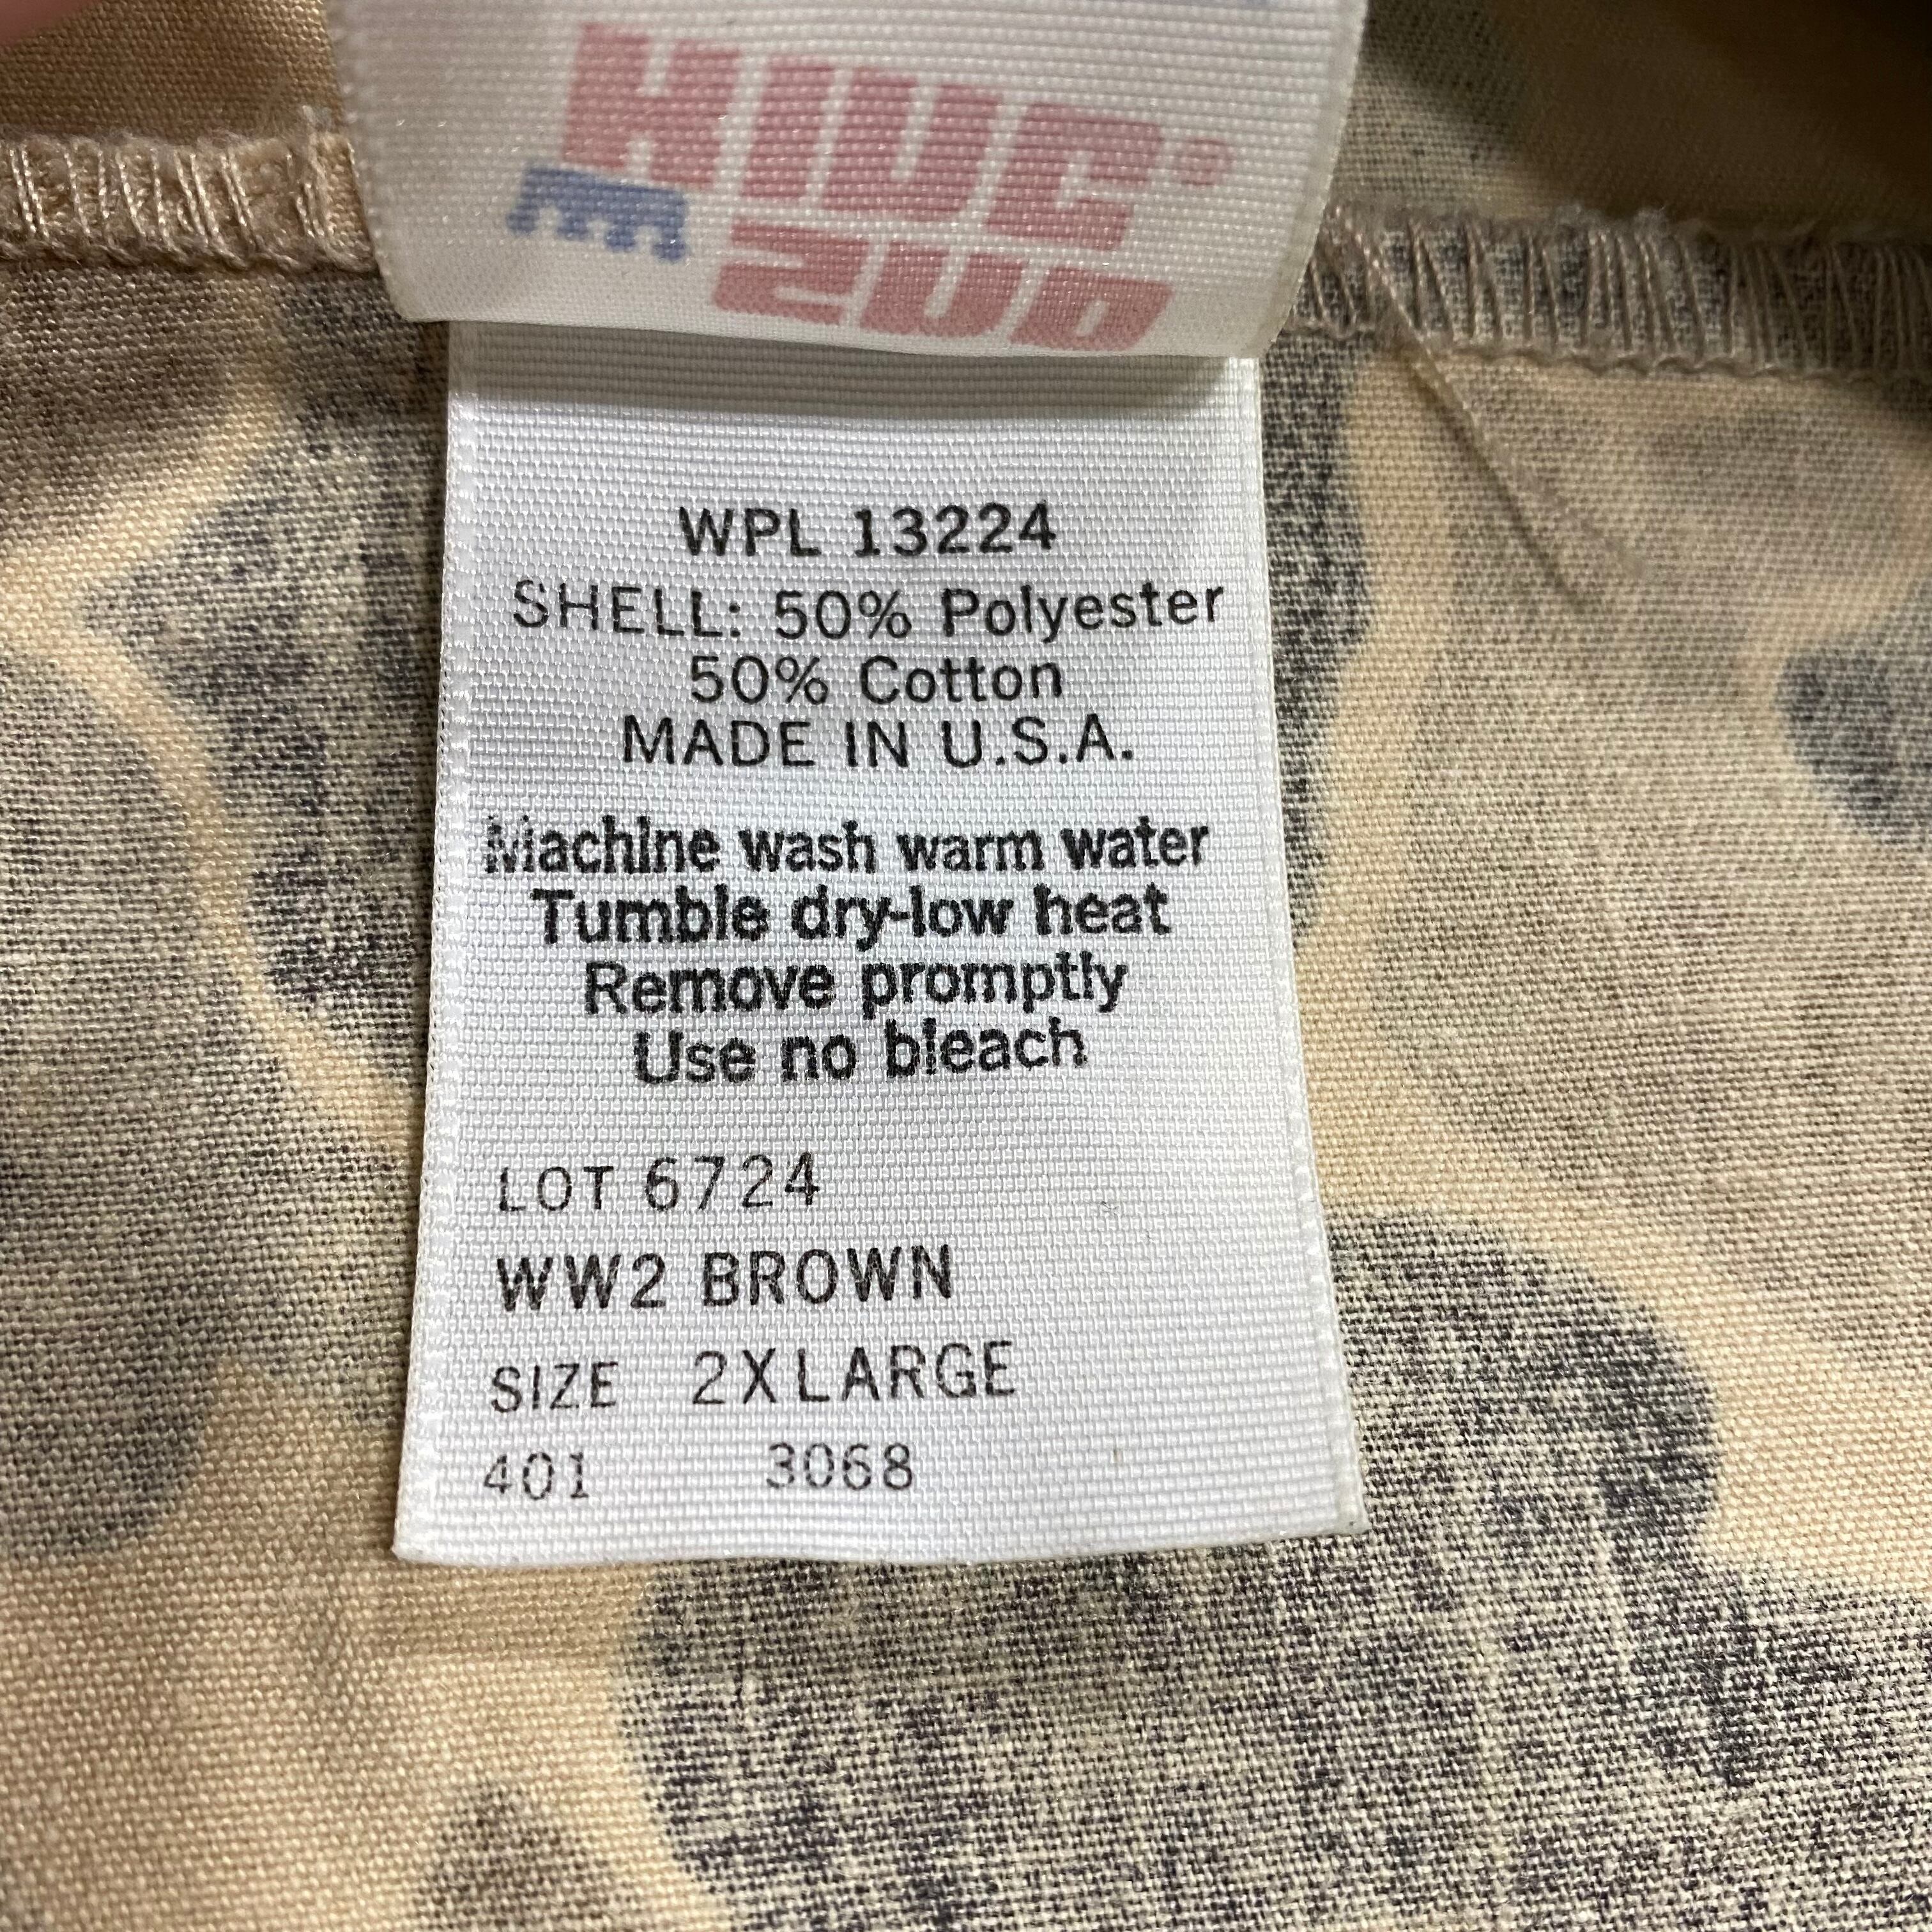 WPL 13224
SHELL: 50% Polyester
50% Cotton
MADE IN U.S.A.
Machine wash warm water
Tumble dry-low heat
Remove promptly
Use no bleach
LOT 6724
WW2 BROWN
SIZE 2XLARGE
401 3068